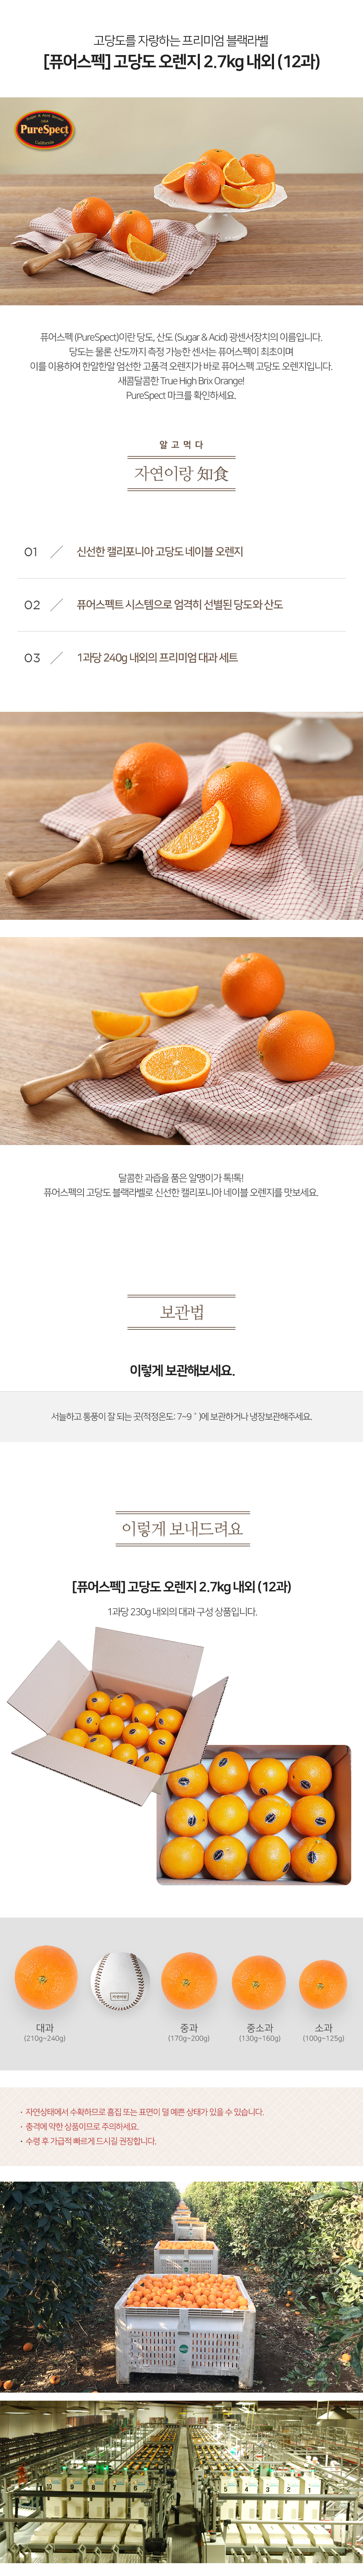 고당도를 자랑하는 프리미엄 블랙라벨
[퓨어스펙] 고당도 오렌지 2.7kg 내외 (12과)
PureSpect
California
퓨어스펙 (PureSpect)이란 당도, 산도 (Sugar & Acid) 광센서장치의 이름입니다.
당도는 물론 산도까지 측정 가능한 센서는 퓨어스펙이 최초이며
이를 이용하여 한알한알 엄선한 고품격 오렌지가 바로 퓨어스펙 고당도 오렌지입니다.
새콤달콤한 True High Brix Orange!
PureSpect 마크를 확인하세요.
알고먹다
자연이랑 知食
01 / 신선한 캘리포니아 고당도 네이블 오렌지
02 / 퓨어스펙트 시스템으로 엄격히 선별된 당도와 산도
03 / 1과당 240g 내외의 프리미엄 대과 세트
달콤한 과즙을 품은 알맹이가 톡!톡!
퓨어스펙의 고당도 블랙라벨로 신선한 캘리포니아 네이블 오렌지를 맛보세요.
보관법
이렇게 보관해보세요.
서늘하고 통풍이 잘 되는 곳(적정온도: 7~9˚)에 보관하거나 냉장보관해주세요.
이렇게 보내드려요
[퓨어스펙] 고당도 오렌지 2.7kg 내외 (12과)
1과당 230g 내외의 대과 구성 상품입니다.
대과
(210g~240g)
중과
(170g~200g)
중소과
(130g~160g)
소과
(100g~125g)
· 자연상태에서 수확하므로 흠집 또는 표면이 덜 예쁜 상태가 있을 수 있습니다.
· 충격에 약한 상품이므로 주의하세요.
· 수령 후 가급적 빠르게 드시길 권장합니다.
5 4 3 2